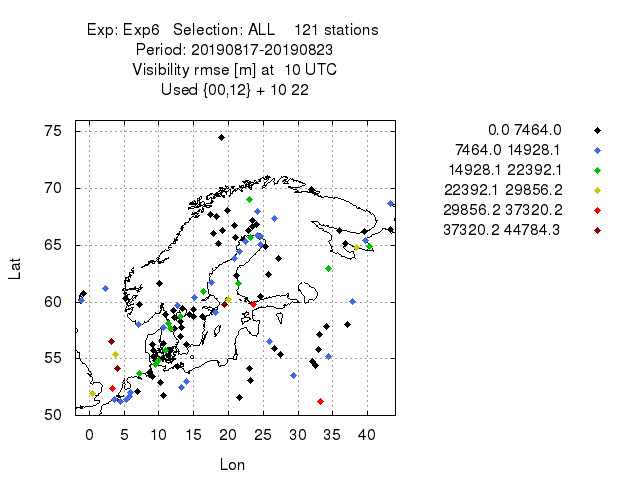 Exp: Exp6 Selection: ALL 121 stations
Period: 20190817-20190823
Visibility rmse [m] at 10 UTC
Used {00,12} + 10 22
75
70
65
60
55
50
Lat
0 5 10 15 20 25 30 35 40
Lon
0.0 7464.0
7464.0 14928.1
14928.1 22392.1
22392.1 29856.2
29856.2 37320.2
37320.2 44784.3